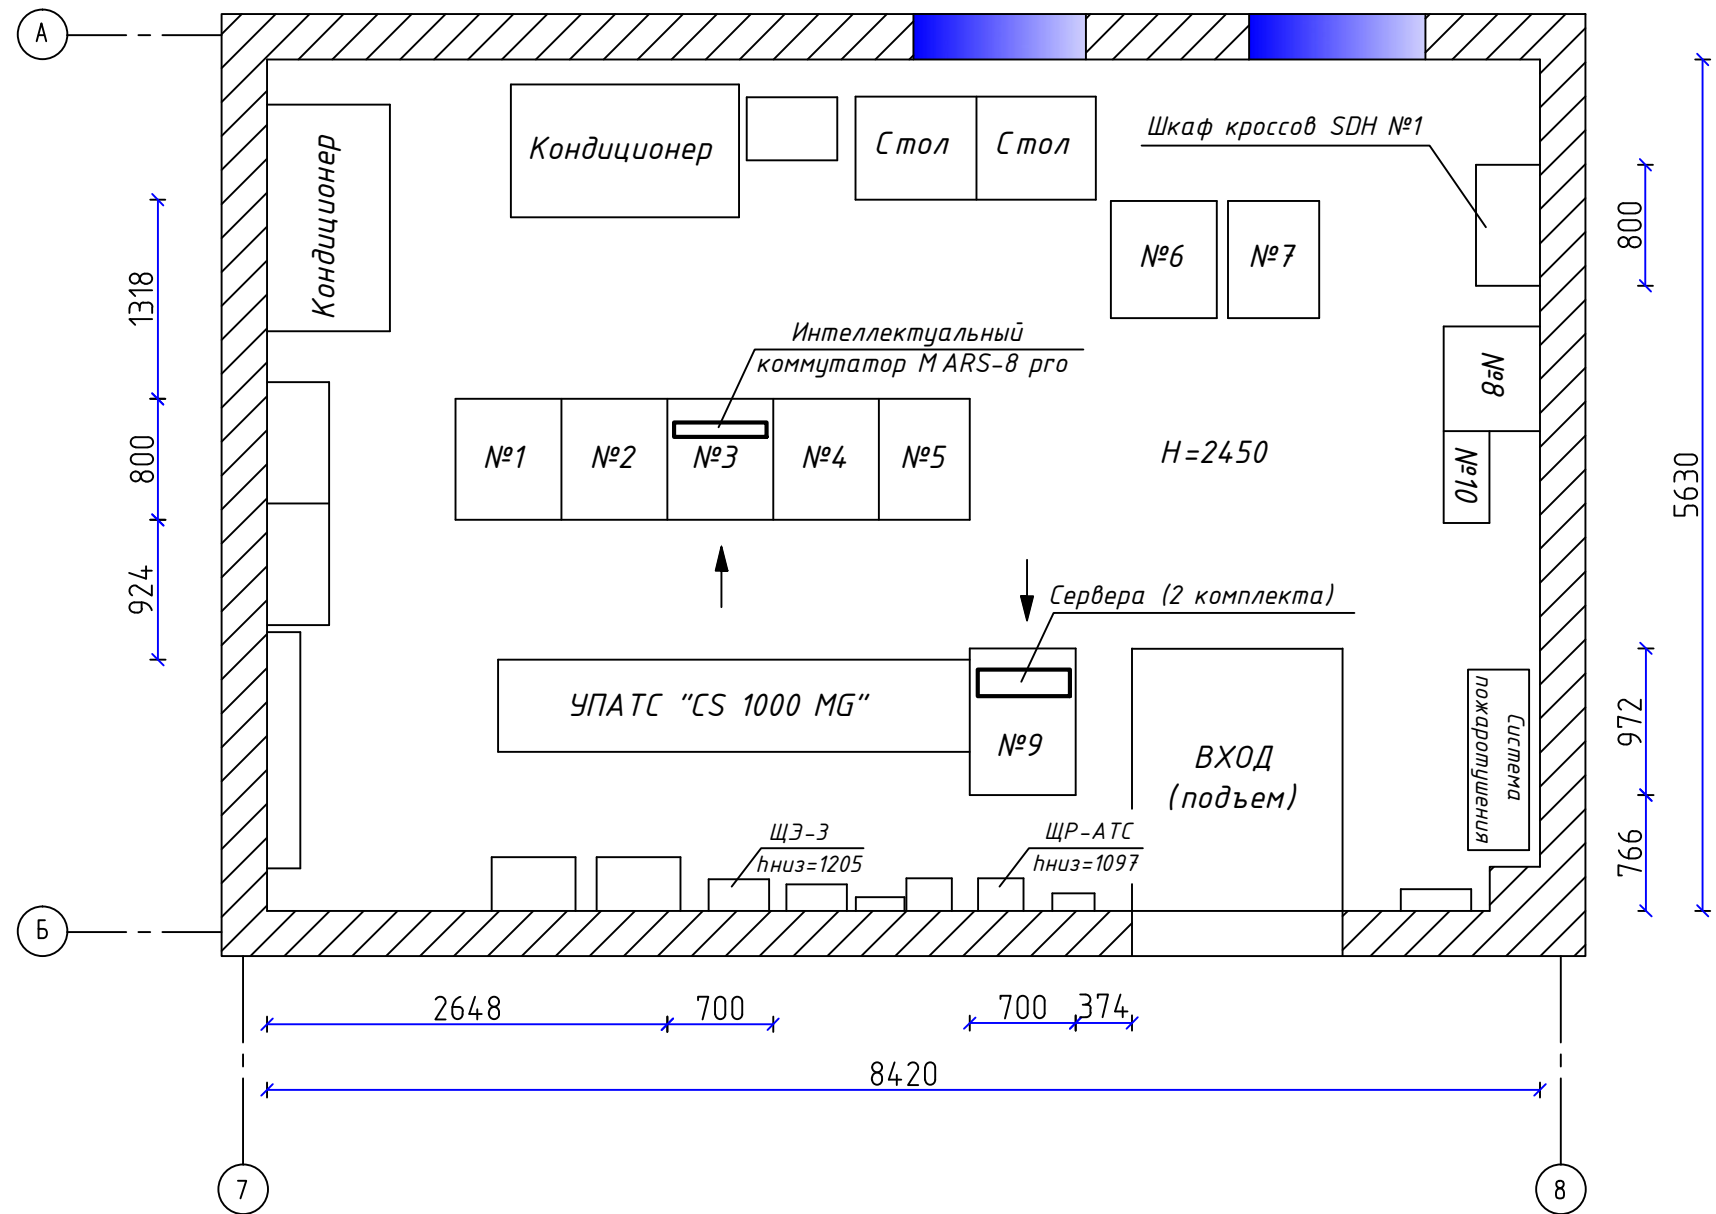 А
Кондиционер
Кондиционер
Стол
Стол
Шкаф кроссов SDH №1
№6
№7
800
1318
Интеллектуальный
коммутатор MARS-8 pro
№8
№1
№2
№3
№4
№5
H=2450
№10
800
5630
924
Сервера (2 комплекта)
УПАТС "CS 1000 MG"
№9
ВХОД
(подъем)
Система
пожаротушения
972
ЩЭ-3
hниз=1205
ЩР-АТС
hниз=1097
766
Б
2648
700
700
374
8420
7
8